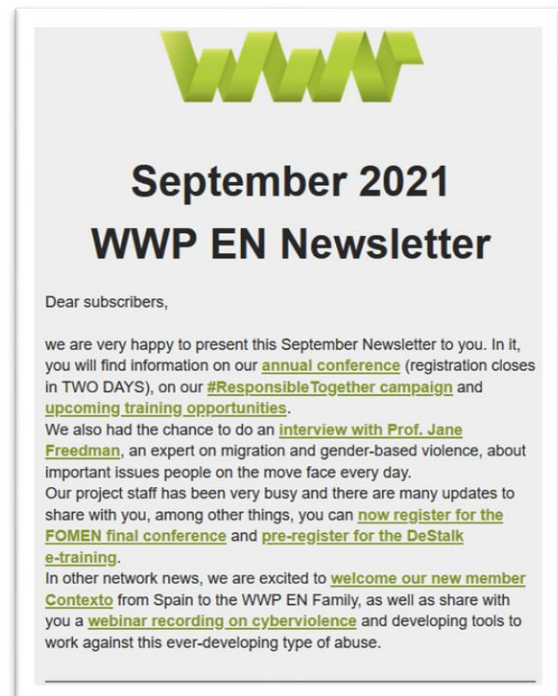 WWP
September 2021
WWP EN Newsletter
Dear subscribers,
we are very happy to present this September Newsletter to you. In it,
you will find information on our annual conference (registration closes
in TWO DAYS), on our #ResponsibleTogether campaign and
upcoming training opportunities.
We also had the chance to do an interview with Prof. Jane
Freedman, an expert on migration and gender-based violence, about
important issues people on the move face every day.
Our project staff has been very busy and there are many updates to
share with you, among other things, you can now register for the
FOMEN final conference and pre-register for the DeStalk
e-training.
In other network news, we are excited to welcome our new member
Contexto from Spain to the WWP EN Family, as well as share with
you a webinar recording on cyberviolence and developing tools to
work against this ever-developing type of abuse.